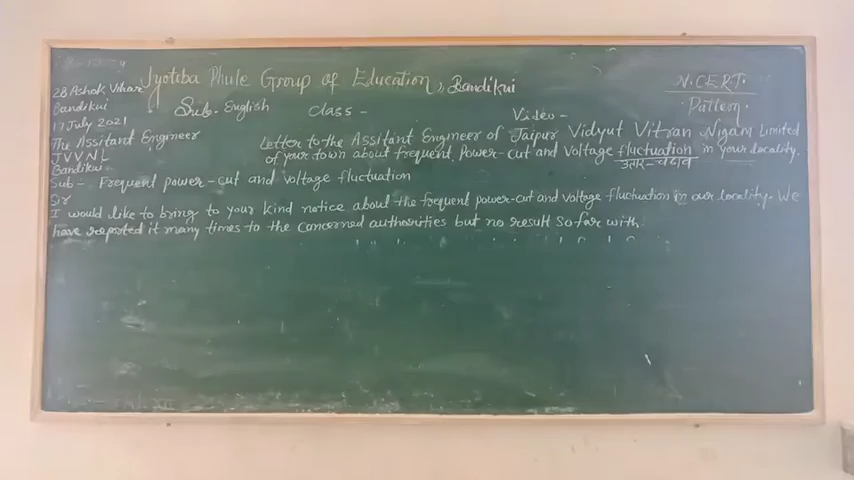 Jyotiba Phule Group of Education, Bandikui
N.C.E.R.T.
Pattern.
Sub- English Class - Video -
28 Ashok Vihar
Bandikui
17 July 2021
The Assitant Engineer
JVVNL
Bandikui
Letter to the Assitant Engineer of Jaipur Vidyut Vitran Nigam Limited
of your town about frequent Power-cut and Voltage fluctuation in your locality.
उतार-चढ़ाव
Sub- Frequent power-cut and voltage fluctuation
Sir
I would like to bring to your kind notice about the frequent power-cut and voltage fluctuation in our locality. We
have reported it many times to the concerned authorities but no result so far with